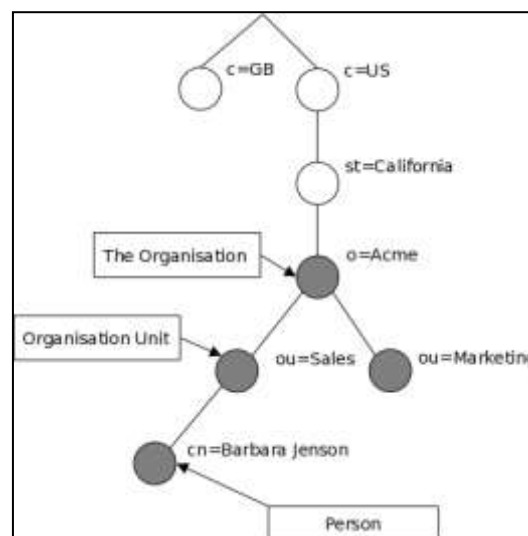 c=GB
c=US
st=California
The Organisation
o=Acme
Organisation Unit
ou=Sales
ou=Marketing
cn=Barbara Jenson
Person